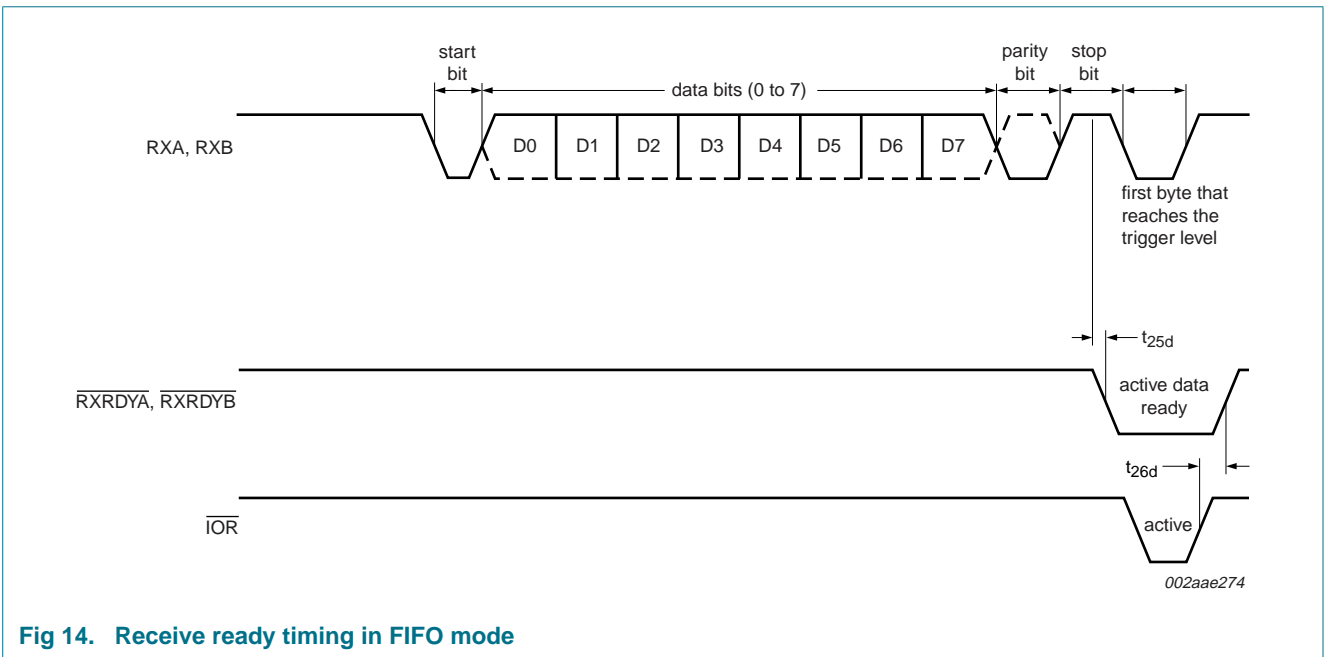 start
bit
data bits (0 to 7)
parity
bit
stop
bit
RXA, RXB
D0 D1 D2 D3 D4 D5 D6 D7
first byte that
reaches the
trigger level
t25d
RXRDYA, RXRDYB
active data
ready
t26d
IOR
active
002aae274
Fig 14. Receive ready timing in FIFO mode